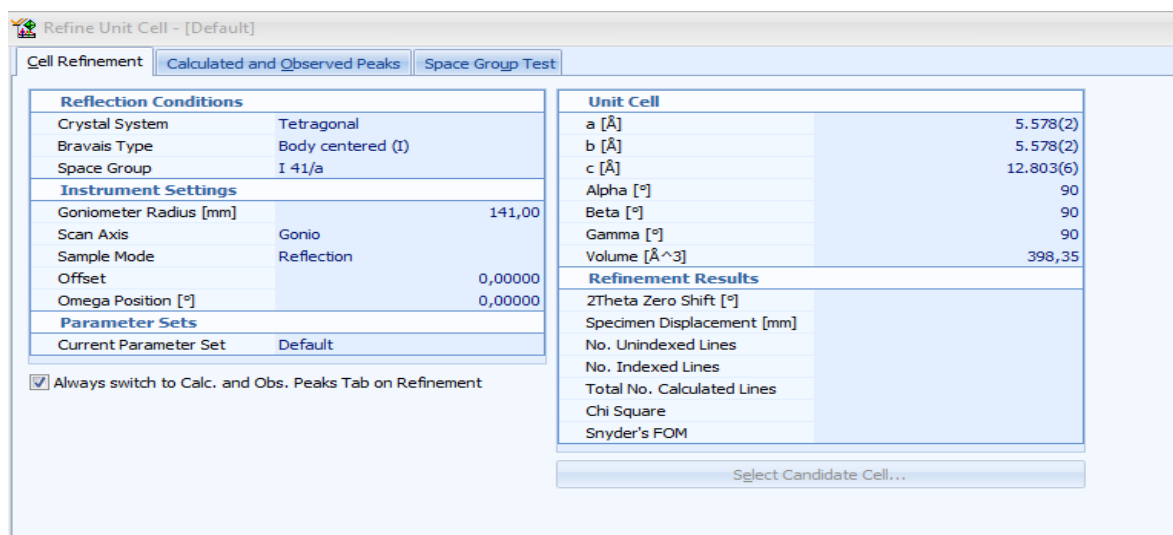 Refine Unit Cell - [Default]
Cell Refinement Calculated and Observed Peaks Space Group Test
Reflection Conditions
Crystal System Tetragonal
Bravais Type Body centered (I)
Space Group I 41/a
Instrument Settings
Goniometer Radius [mm] 141,00
Scan Axis Gonio
Sample Mode Reflection
Offset 0,00000
Omega Position [°] 0,00000
Parameter Sets
Current Parameter Set Default
Always switch to Calc. and Obs. Peaks Tab on Refinement
Unit Cell
a [Å] 5.578(2)
b [Å] 5.578(2)
c [Å] 12.803(6)
Alpha [°] 90
Beta [°] 90
Gamma [°] 90
Volume [Å^3] 398,35
Refinement Results
2Theta Zero Shift [°]
Specimen Displacement [mm]
No. Unindexed Lines
No. Indexed Lines
Total No. Calculated Lines
Chi Square
Snyder's FOM
Select Candidate Cell...